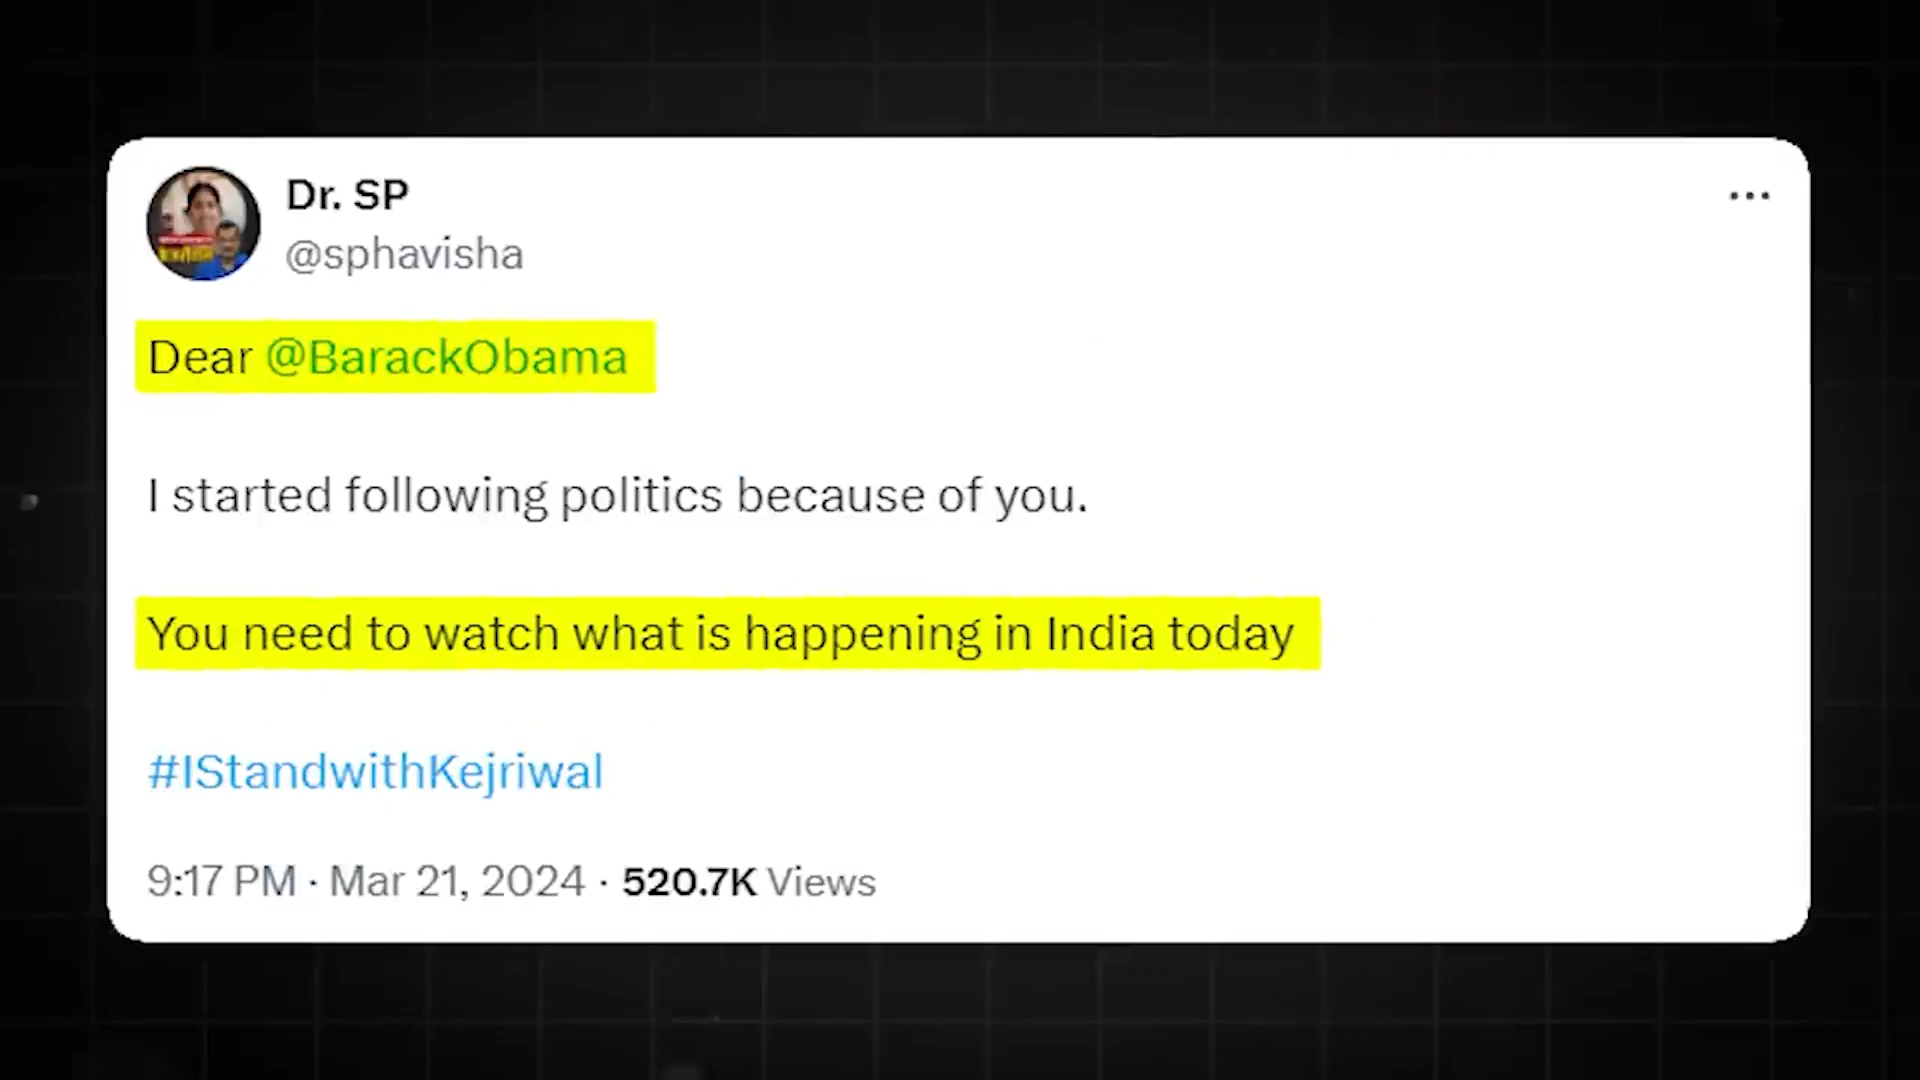 Dr. SP
@sphavisha
Dear @BarackObama
I started following politics because of you.
You need to watch what is happening in India today
#IStandwithKejriwal
9:17 PM · Mar 21, 2024 · 520.7K Views